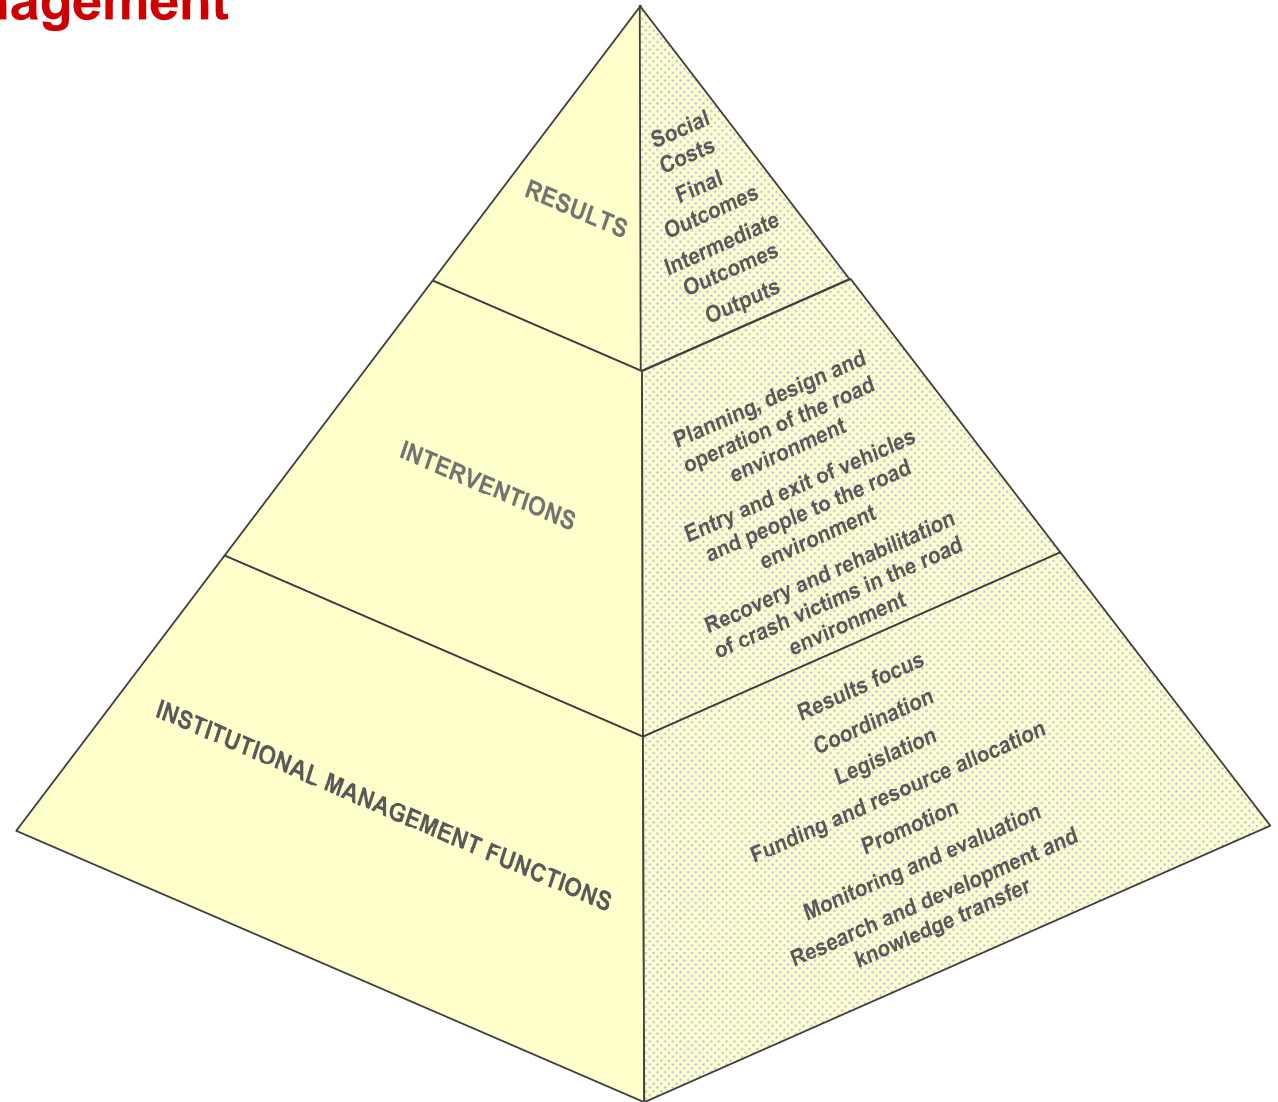 Social
Costs
Final
Outcomes
Intermediate
Outcomes
Outputs
RESULTS
Planning, design and
operation of the road
environment
Entry and exit of vehicles
and people to the road
environment
Recovery and rehabilitation
of crash victims in the road
environment
INTERVENTIONS
Results focus
Coordination
Legislation
Funding and resource allocation
Promotion
Monitoring and evaluation
Research and development and
knowledge transfer
INSTITUTIONAL MANAGEMENT FUNCTIONS